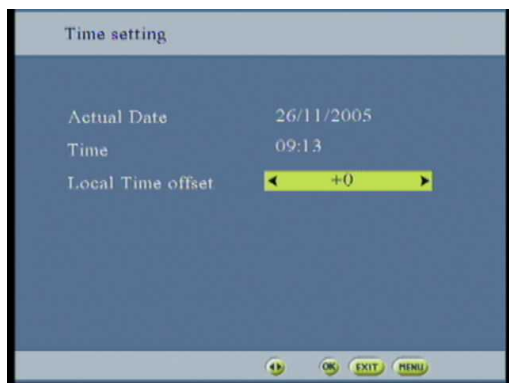 Time setting
Actual Date 26/11/2005
Time 09:13
Local Time offset +0
OK EXIT MENU